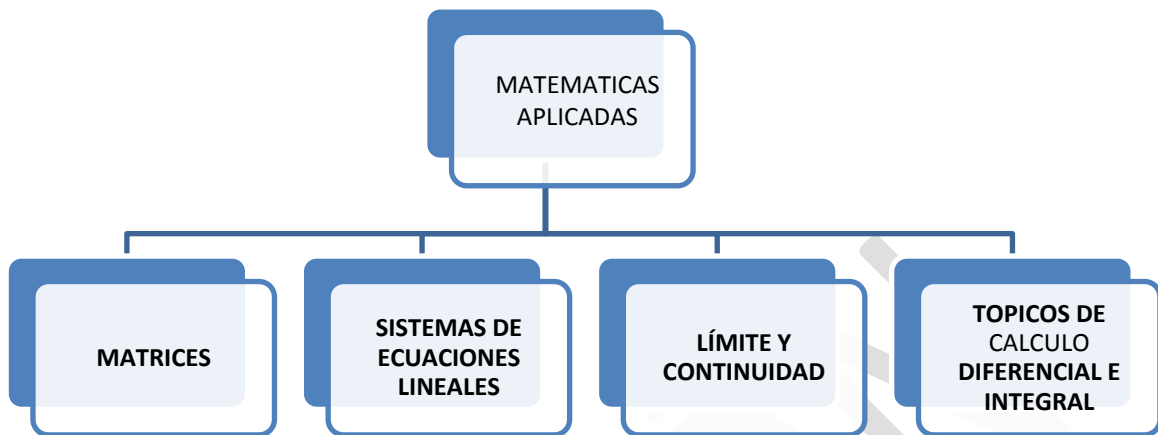 MATEMATICAS
APLICADAS
MATRICES
SISTEMAS DE
ECUACIONES
LINEALES
LÍMITE Y
CONTINUIDAD
TOPICOS DE
CALCULO
DIFERENCIAL E
INTEGRAL